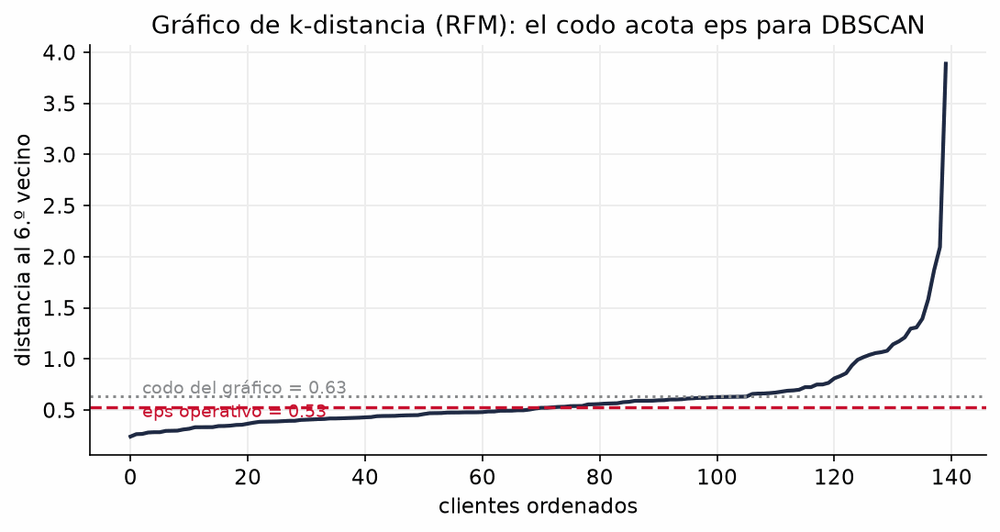 Gráfico de k-distancia (RFM): el codo acota eps para DBSCAN
distancia al 6.º vecino
4.0
3.5
3.0
2.5
2.0
1.5
1.0
0.5
codo del gráfico = 0.63
eps operativo = 0.53
0 20 40 60 80 100 120 140
clientes ordenados